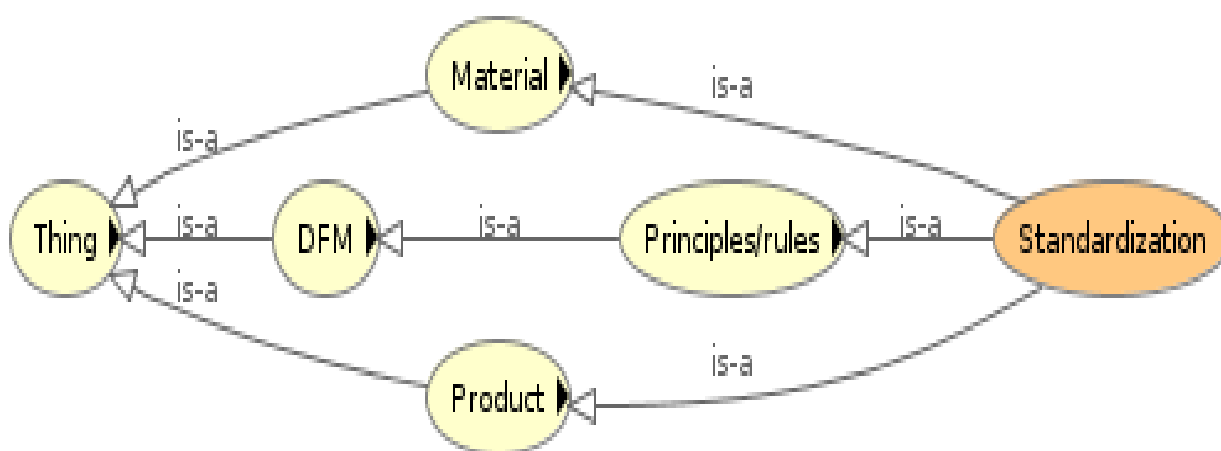 Material
is-a
is-a
Thing
is-a
DFM
is-a
Principles/rules
is-a
Standardization
is-a
Product
is-a